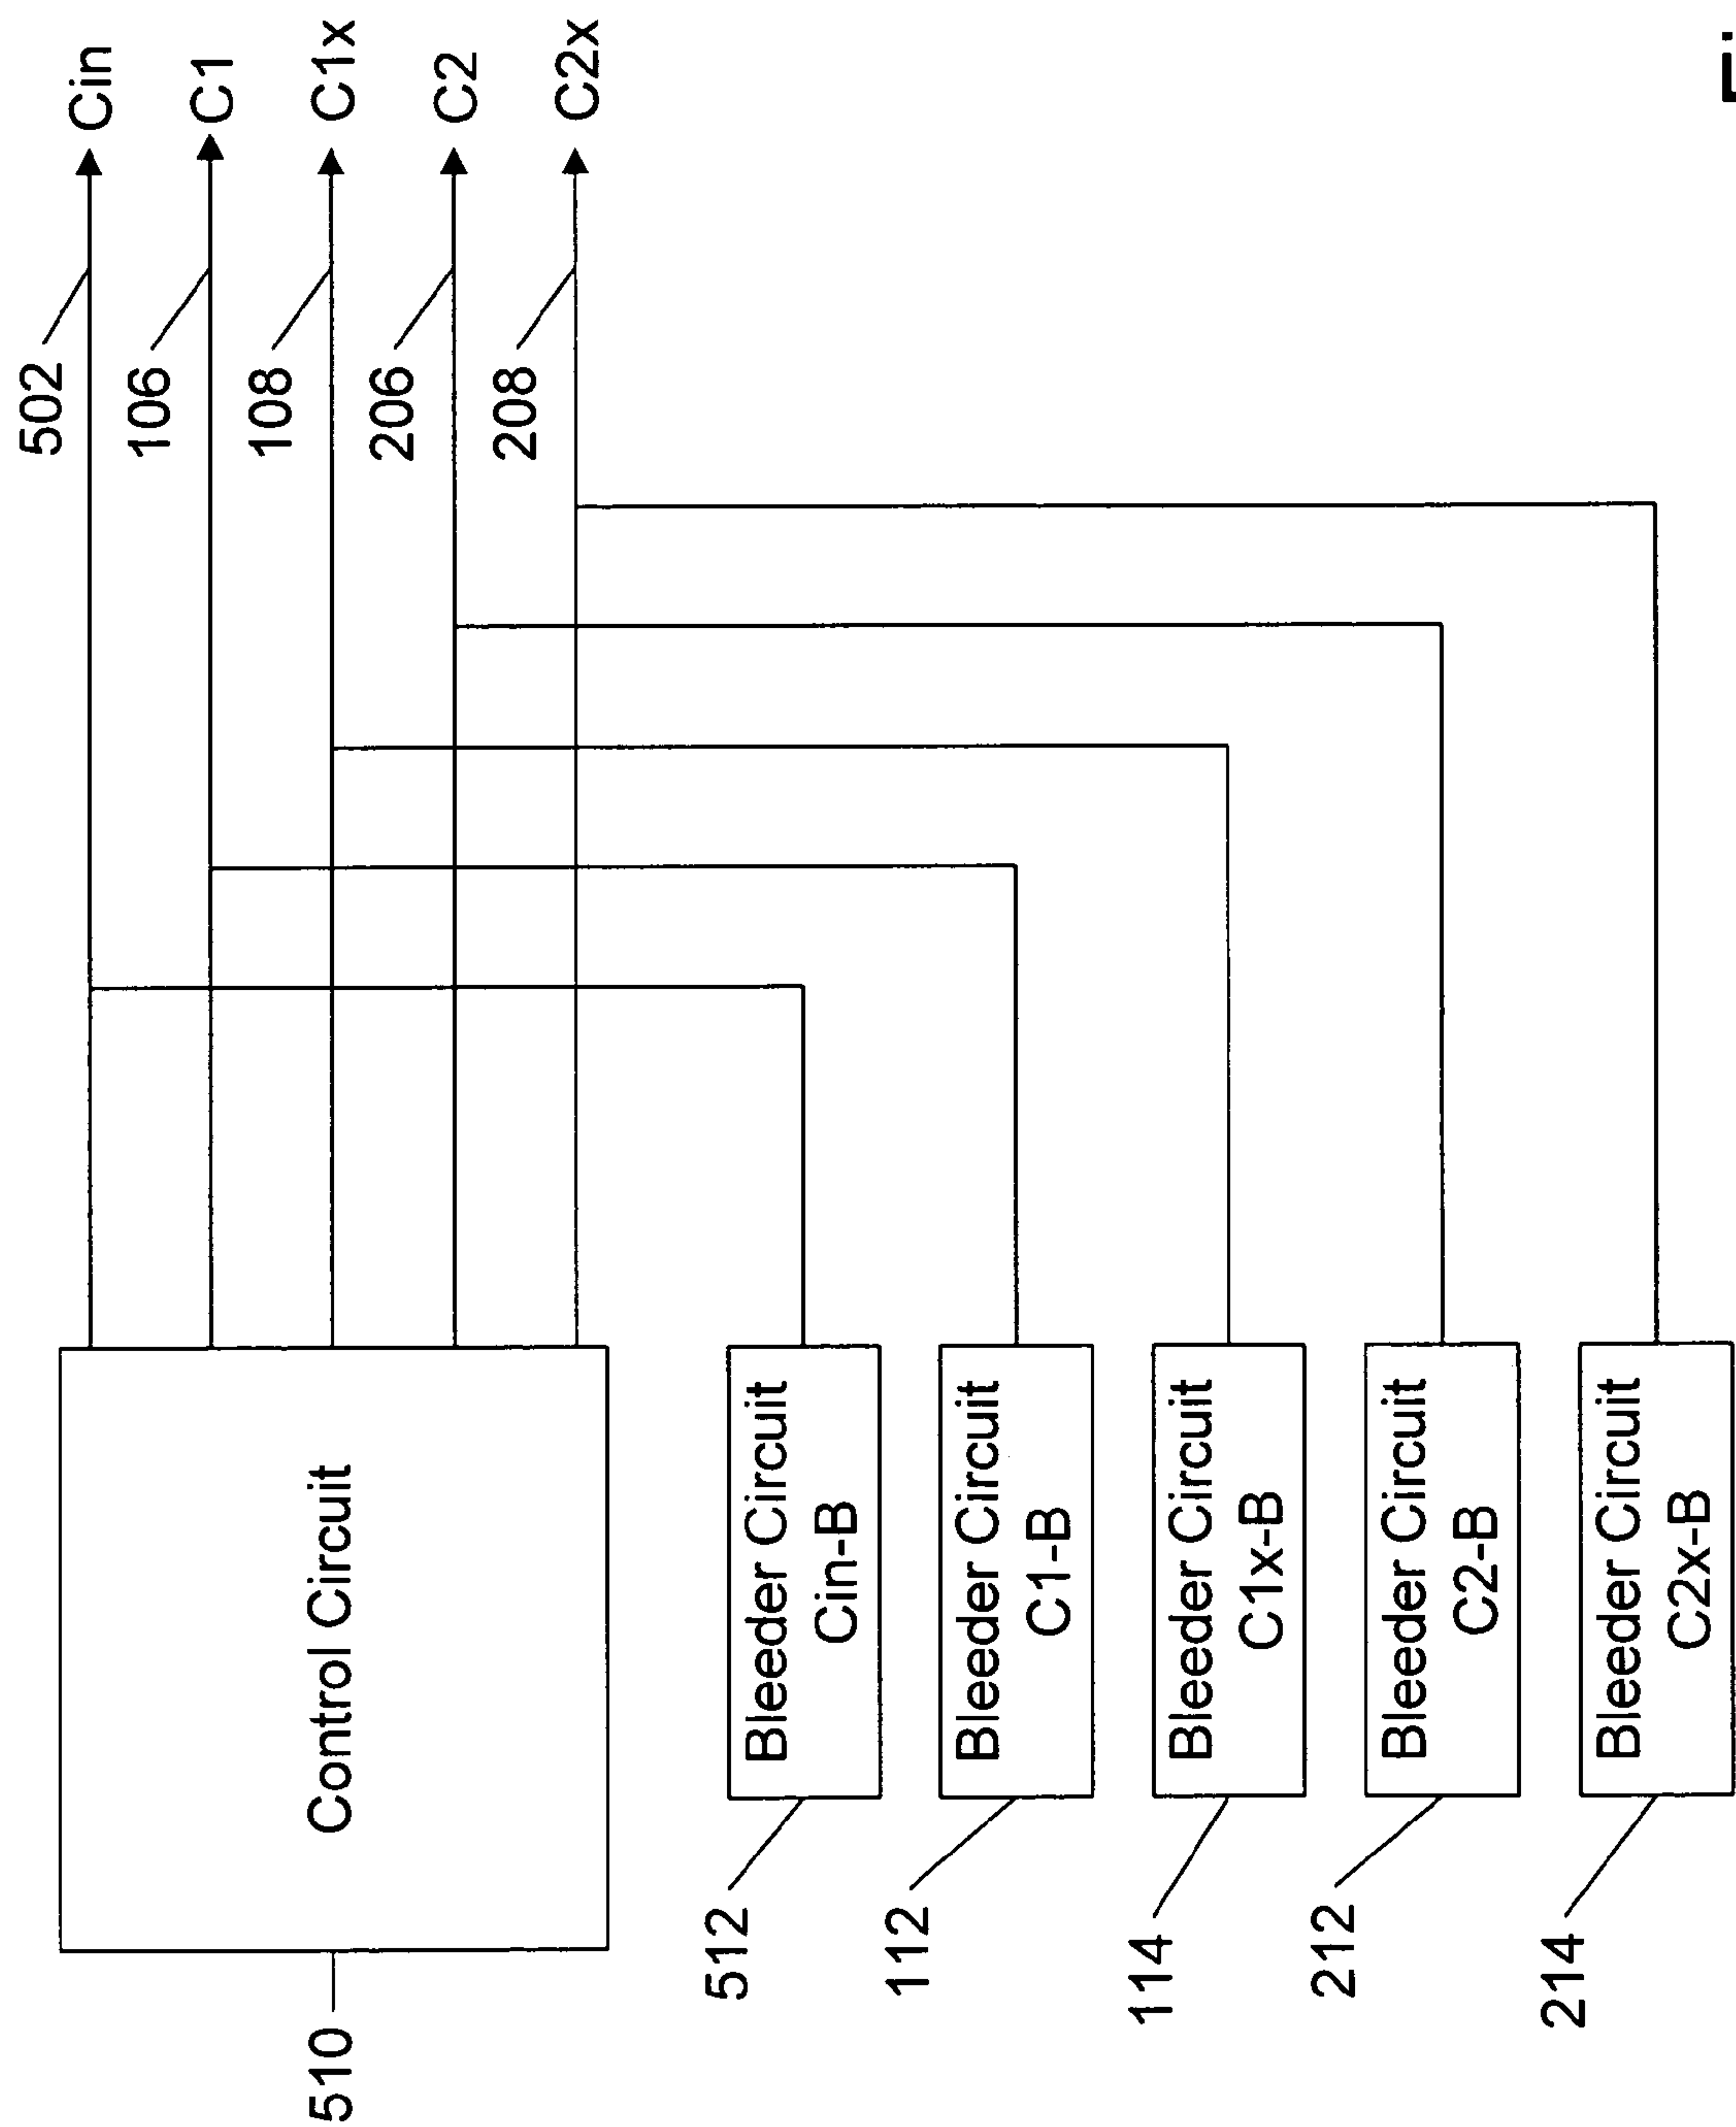 502
Cin
106
C1
108
510
Control Circuit
C1x
206
C2
208
C2x
512
Bleeder Circuit
Cin-B
112
Bleeder Circuit
C1-B
114
Bleeder Circuit
C1x-B
212
Bleeder Circuit
C2-B
214
Bleeder Circuit
C2x-B